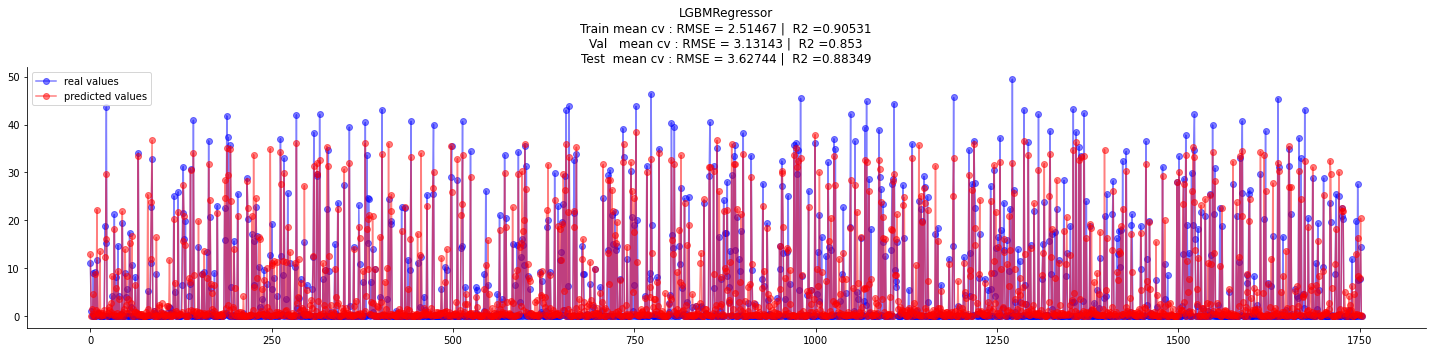 LGBMRegressor
Train mean cv : RMSE = 2.51467 | R2 =0.90531
Val mean cv : RMSE = 3.13143 | R2 =0.853
Test mean cv : RMSE = 3.62744 | R2 =0.88349
real values
predicted values
50
40
30
20
10
0
0 250 500 750 1000 1250 1500 1750